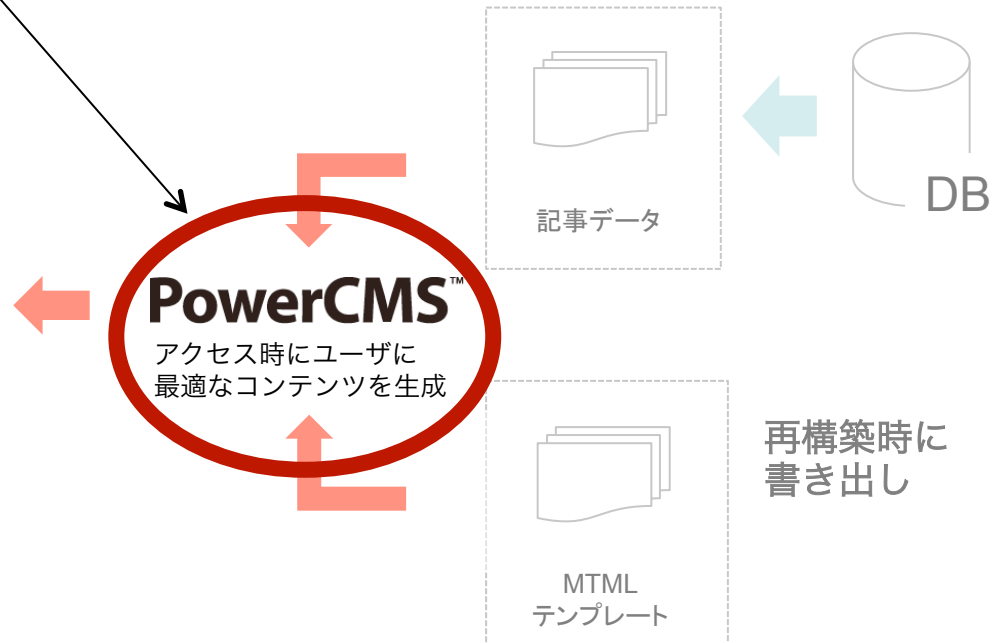 DB
記事データ
PowerCMS™
アクセス時にユーザに
最適なコンテンツを生成
再構築時に
書き出し
MTML
テンプレート